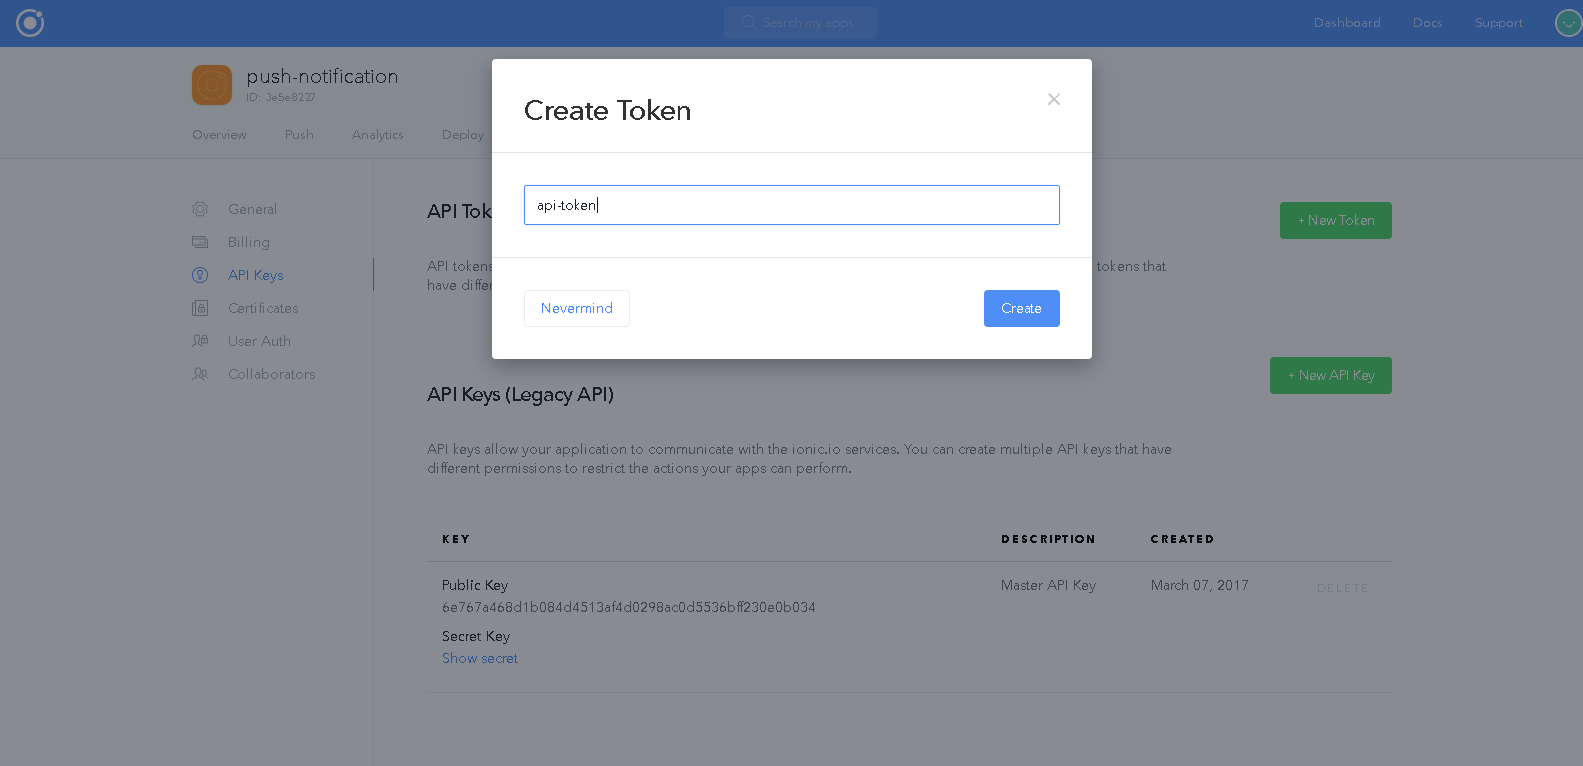 Search my apps
Dashboard
Docs
Support
push-notification
ID: 3e5e8227
Overview
Push
Analytics
Deploy
Create Token
×
api-token
Nevermind
Create
General
Billing
API Keys
Certificates
User Auth
Collaborators
API Tok
+ New Token
API tokens
tokens that
have differ
API Keys (Legacy API)
+ New API Key
API keys allow your application to communicate with the ionic.io services. You can create multiple API keys that have
different permissions to restrict the actions your apps can perform.
KEY
DESCRIPTION
CREATED
Public Key
Master API Key
March 07, 2017
DELETE
6e767a468d1b084d4513af4d0298ac0d5536bff230e0b034
Secret Key
Show secret